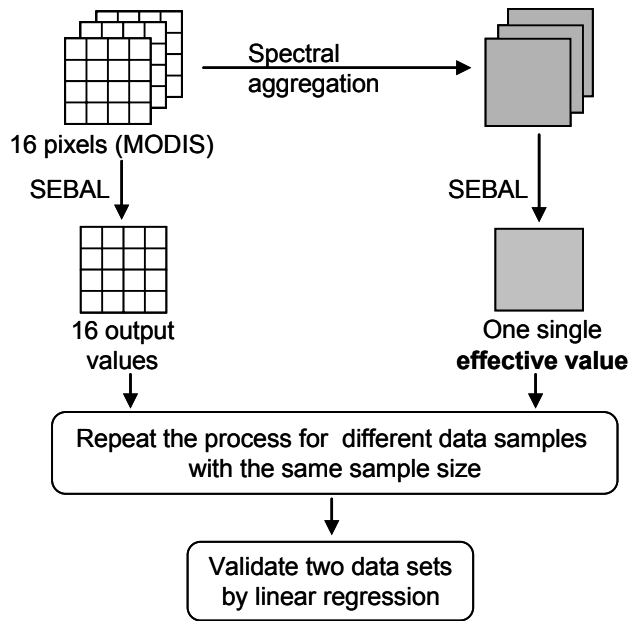 Spectral
aggregation
16 pixels (MODIS)
SEBAL
SEBAL
16 output
values
One single
effective value
Repeat the process for different data samples
with the same sample size
Validate two data sets
by linear regression